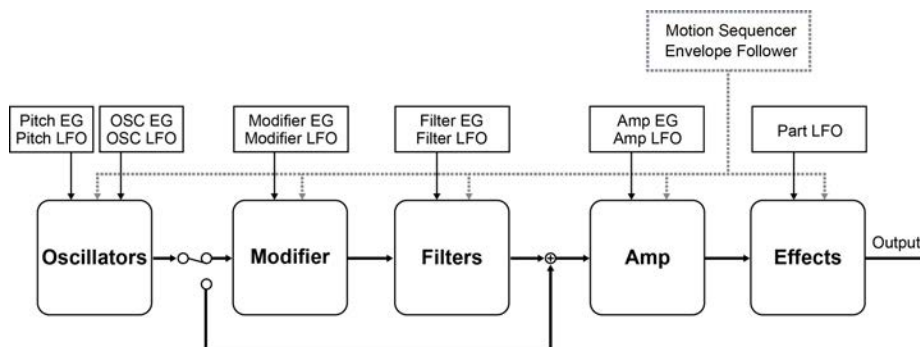 Motion Sequencer
Envelope Follower
Pitch EG
Pitch LFO
OSC EG
OSC LFO
Modifier EG
Modifier LFO
Filter EG
Filter LFO
Amp EG
Amp LFO
Part LFO
Oscillators
Modifier
Filters
Amp
Effects
Output